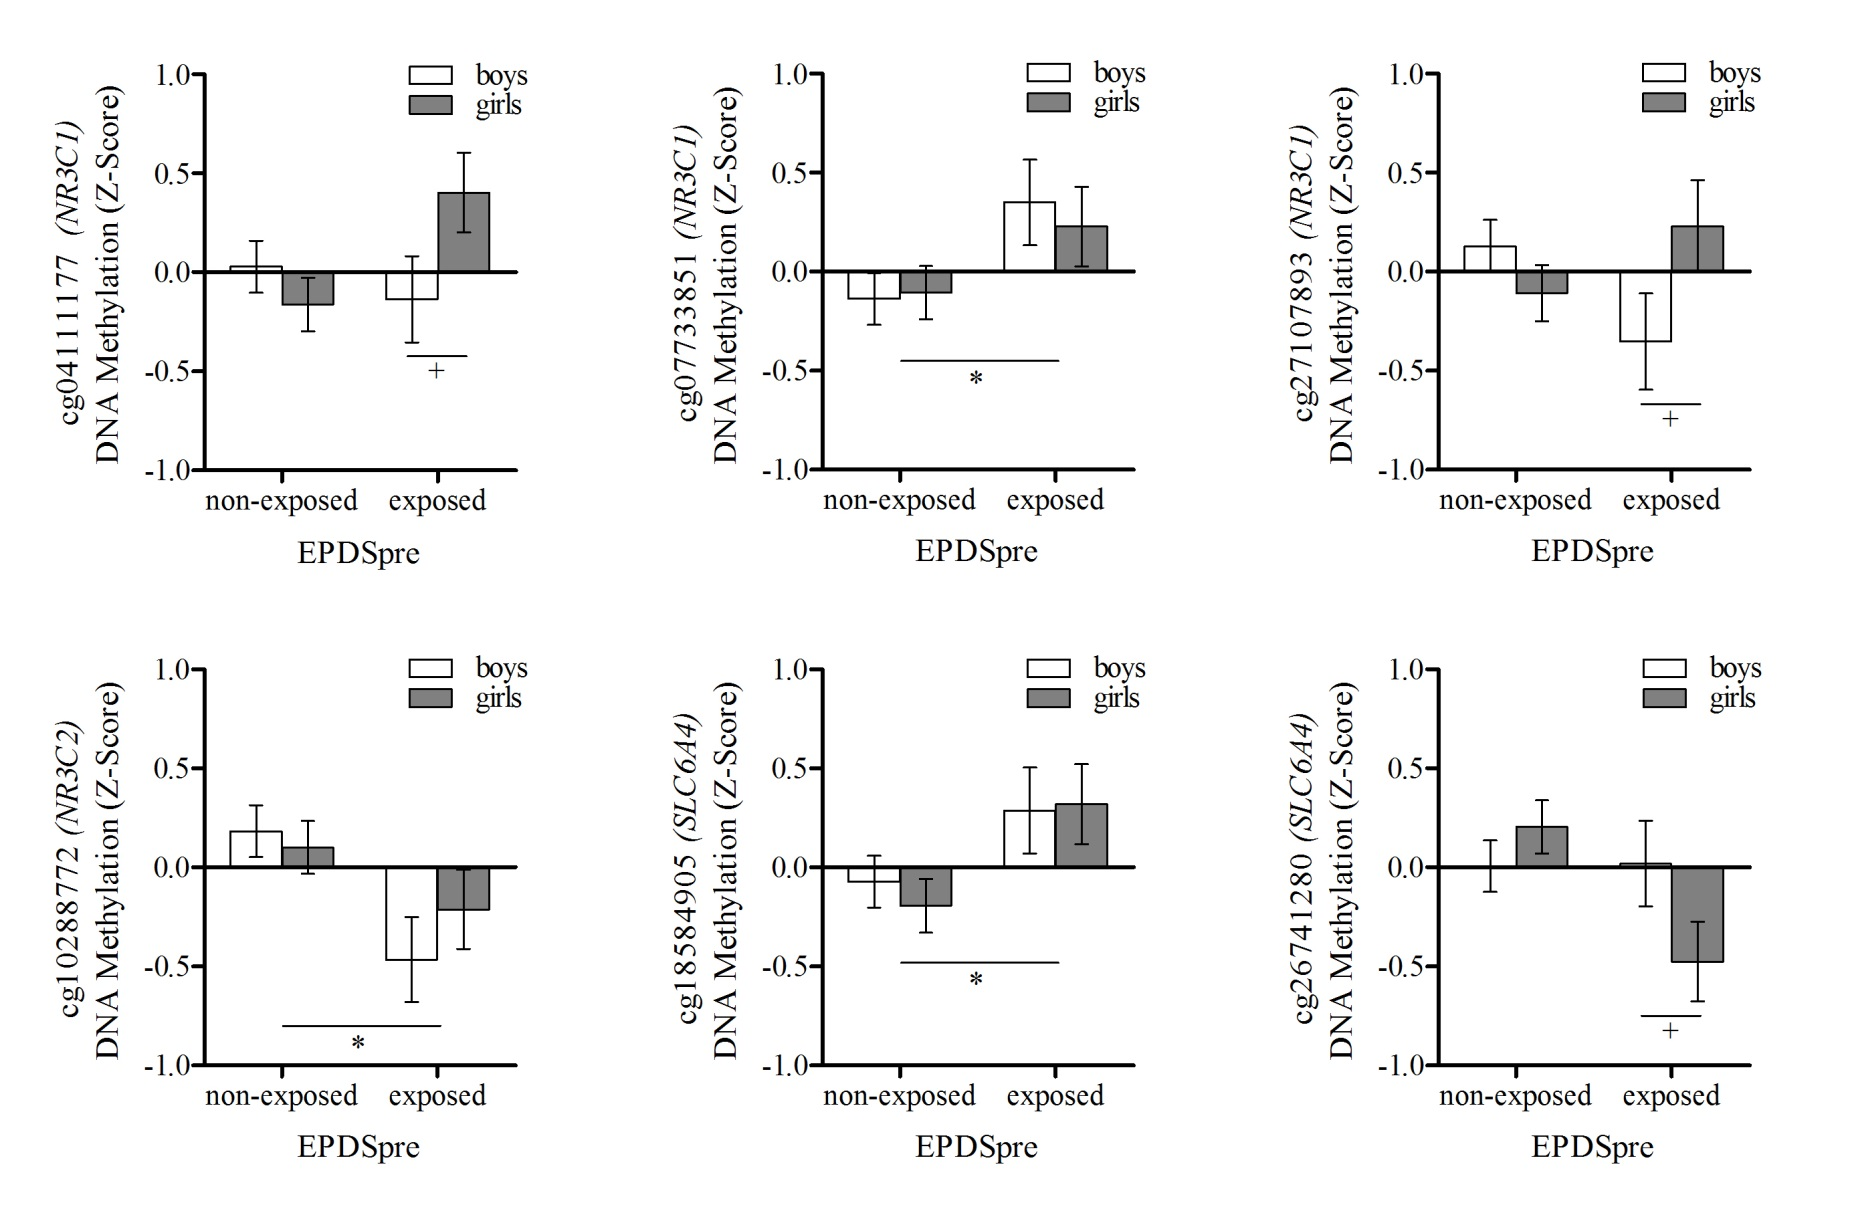 cg04111177 (NR3C1)
DNA Methylation (Z-Score)
1.0
0.5
0.0
-0.5
-1.0
boys
girls
+
non-exposed exposed
EPDSpre
cg07733851 (NR3C1)
DNA Methylation (Z-Score)
1.0
0.5
0.0
-0.5
-1.0
boys
girls
*
non-exposed exposed
EPDSpre
cg27107893 (NR3C1)
DNA Methylation (Z-Score)
1.0
0.5
0.0
-0.5
-1.0
boys
girls
+
non-exposed exposed
EPDSpre
cg10288772 (NR3C2)
DNA Methylation (Z-Score)
1.0
0.5
0.0
-0.5
-1.0
boys
girls
*
non-exposed exposed
EPDSpre
cg18584905 (SLC6A4)
DNA Methylation (Z-Score)
1.0
0.5
0.0
-0.5
-1.0
boys
girls
*
non-exposed exposed
EPDSpre
cg26741280 (SLC6A4)
DNA Methylation (Z-Score)
1.0
0.5
0.0
-0.5
-1.0
boys
girls
+
non-exposed exposed
EPDSpre